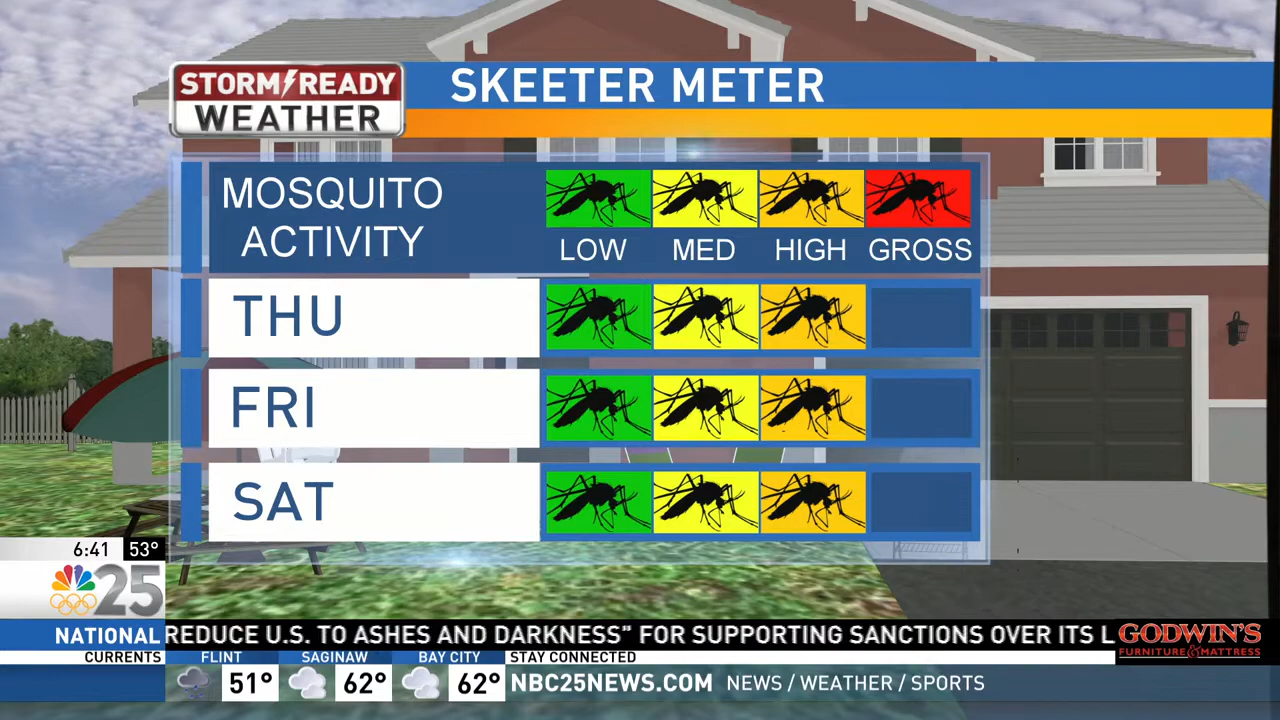 STORM READY
WEATHER
SKEETER METER
MOSQUITO
ACTIVITY
LOW MED HIGH GROSS
THU
FRI
SAT
6:41 53°
25
NATIONAL REDUCE U.S. TO ASHES AND DARKNESS" FOR SUPPORTING SANCTIONS OVER ITS L
GODWIN'S
FURNITURE & MATTRESS
CURRENTS FLINT SAGINAW BAY CITY STAY CONNECTED
51° 62° 62° NBC25NEWS.COM NEWS / WEATHER / SPORTS